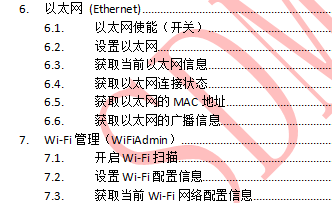 6. 以太网 (Ethernet)
6.1. 以太网使能（开关）
6.2. 设置以太网
6.3. 获取当前以太网信息
6.4. 获取以太网连接状态
6.5. 获取以太网的 MAC 地址
6.6. 获取以太网的广播信息
7. Wi-Fi 管理（WiFiAdmin）
7.1. 开启 Wi-Fi 扫描
7.2. 设置 Wi-Fi 配置信息
7.3. 获取当前 Wi-Fi 网络配置信息